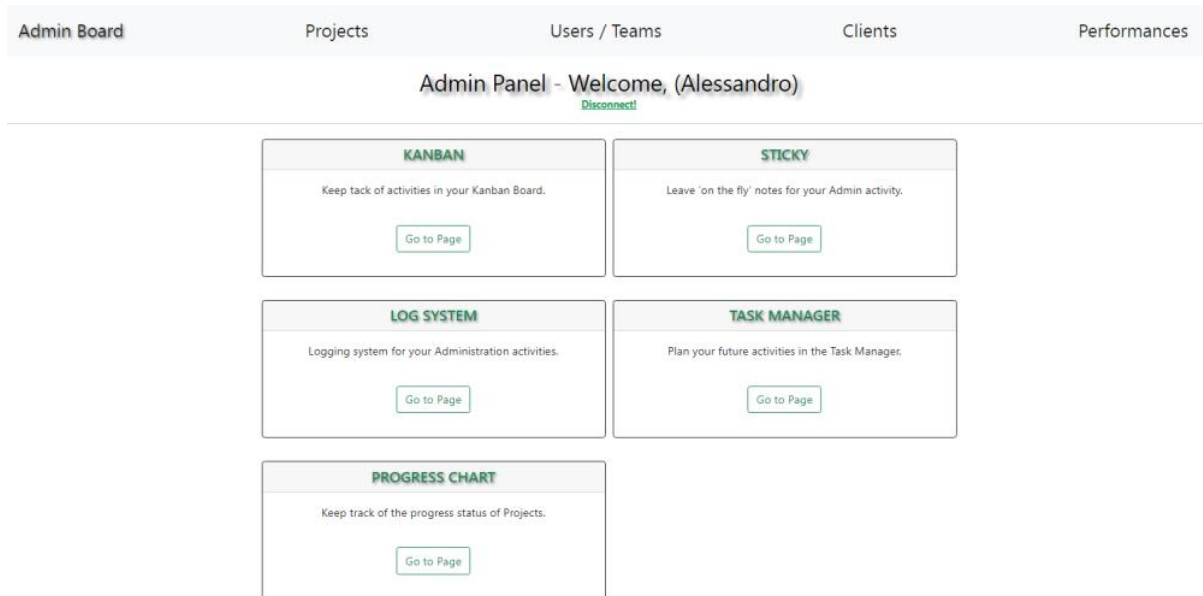 Admin Board Projects Users / Teams Clients Performances
Admin Panel - Welcome, (Alessandro)
Disconnect!
KANBAN
Keep tack of activities in your Kanban Board.
Go to Page
STICKY
Leave 'on the fly' notes for your Admin activity.
Go to Page
LOG SYSTEM
Logging system for your Administration activities.
Go to Page
TASK MANAGER
Plan your future activities in the Task Manager.
Go to Page
PROGRESS CHART
Keep track of the progress status of Projects.
Go to Page